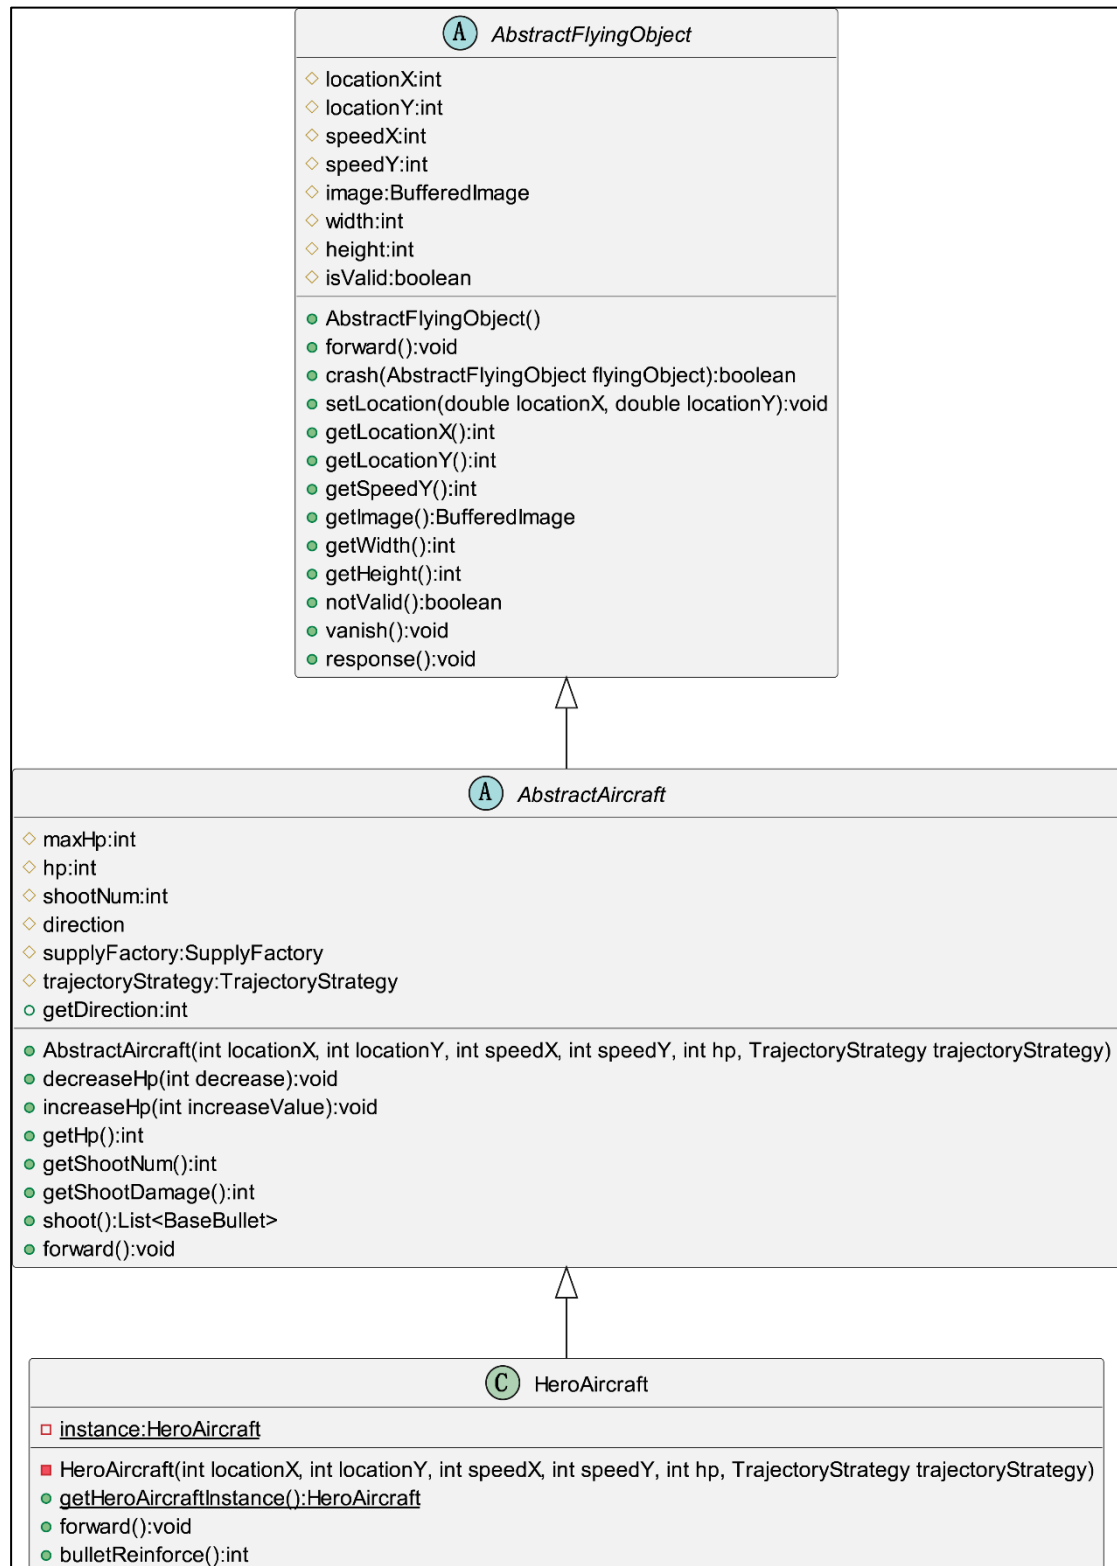 A AbstractFlyingObject
locationX:int
locationY:int
speedX:int
speedY:int
image:BufferedImage
width:int
height:int
isValid:boolean
AbstractFlyingObject()
forward():void
crash(AbstractFlyingObject flyingObject):boolean
setLocation(double locationX, double locationY):void
getLocationX():int
getLocationY():int
getSpeedY():int
getImage():BufferedImage
getWidth():int
getHeight():int
notValid():boolean
vanish():void
response():void
A AbstractAircraft
maxHp:int
hp:int
shootNum:int
direction
supplyFactory:SupplyFactory
trajectoryStrategy:TrajectoryStrategy
getDirection:int
AbstractAircraft(int locationX, int locationY, int speedX, int speedY, int hp, TrajectoryStrategy trajectoryStrategy)
decreaseHp(int decrease):void
increaseHp(int increaseValue):void
getHp():int
getShootNum():int
getShootDamage():int
shoot():List<BaseBullet>
forward():void
C HeroAircraft
instance:HeroAircraft
HeroAircraft(int locationX, int locationY, int speedX, int speedY, int hp, TrajectoryStrategy trajectoryStrategy)
getHeroAircraftInstance():HeroAircraft
forward():void
bulletReinforce():int